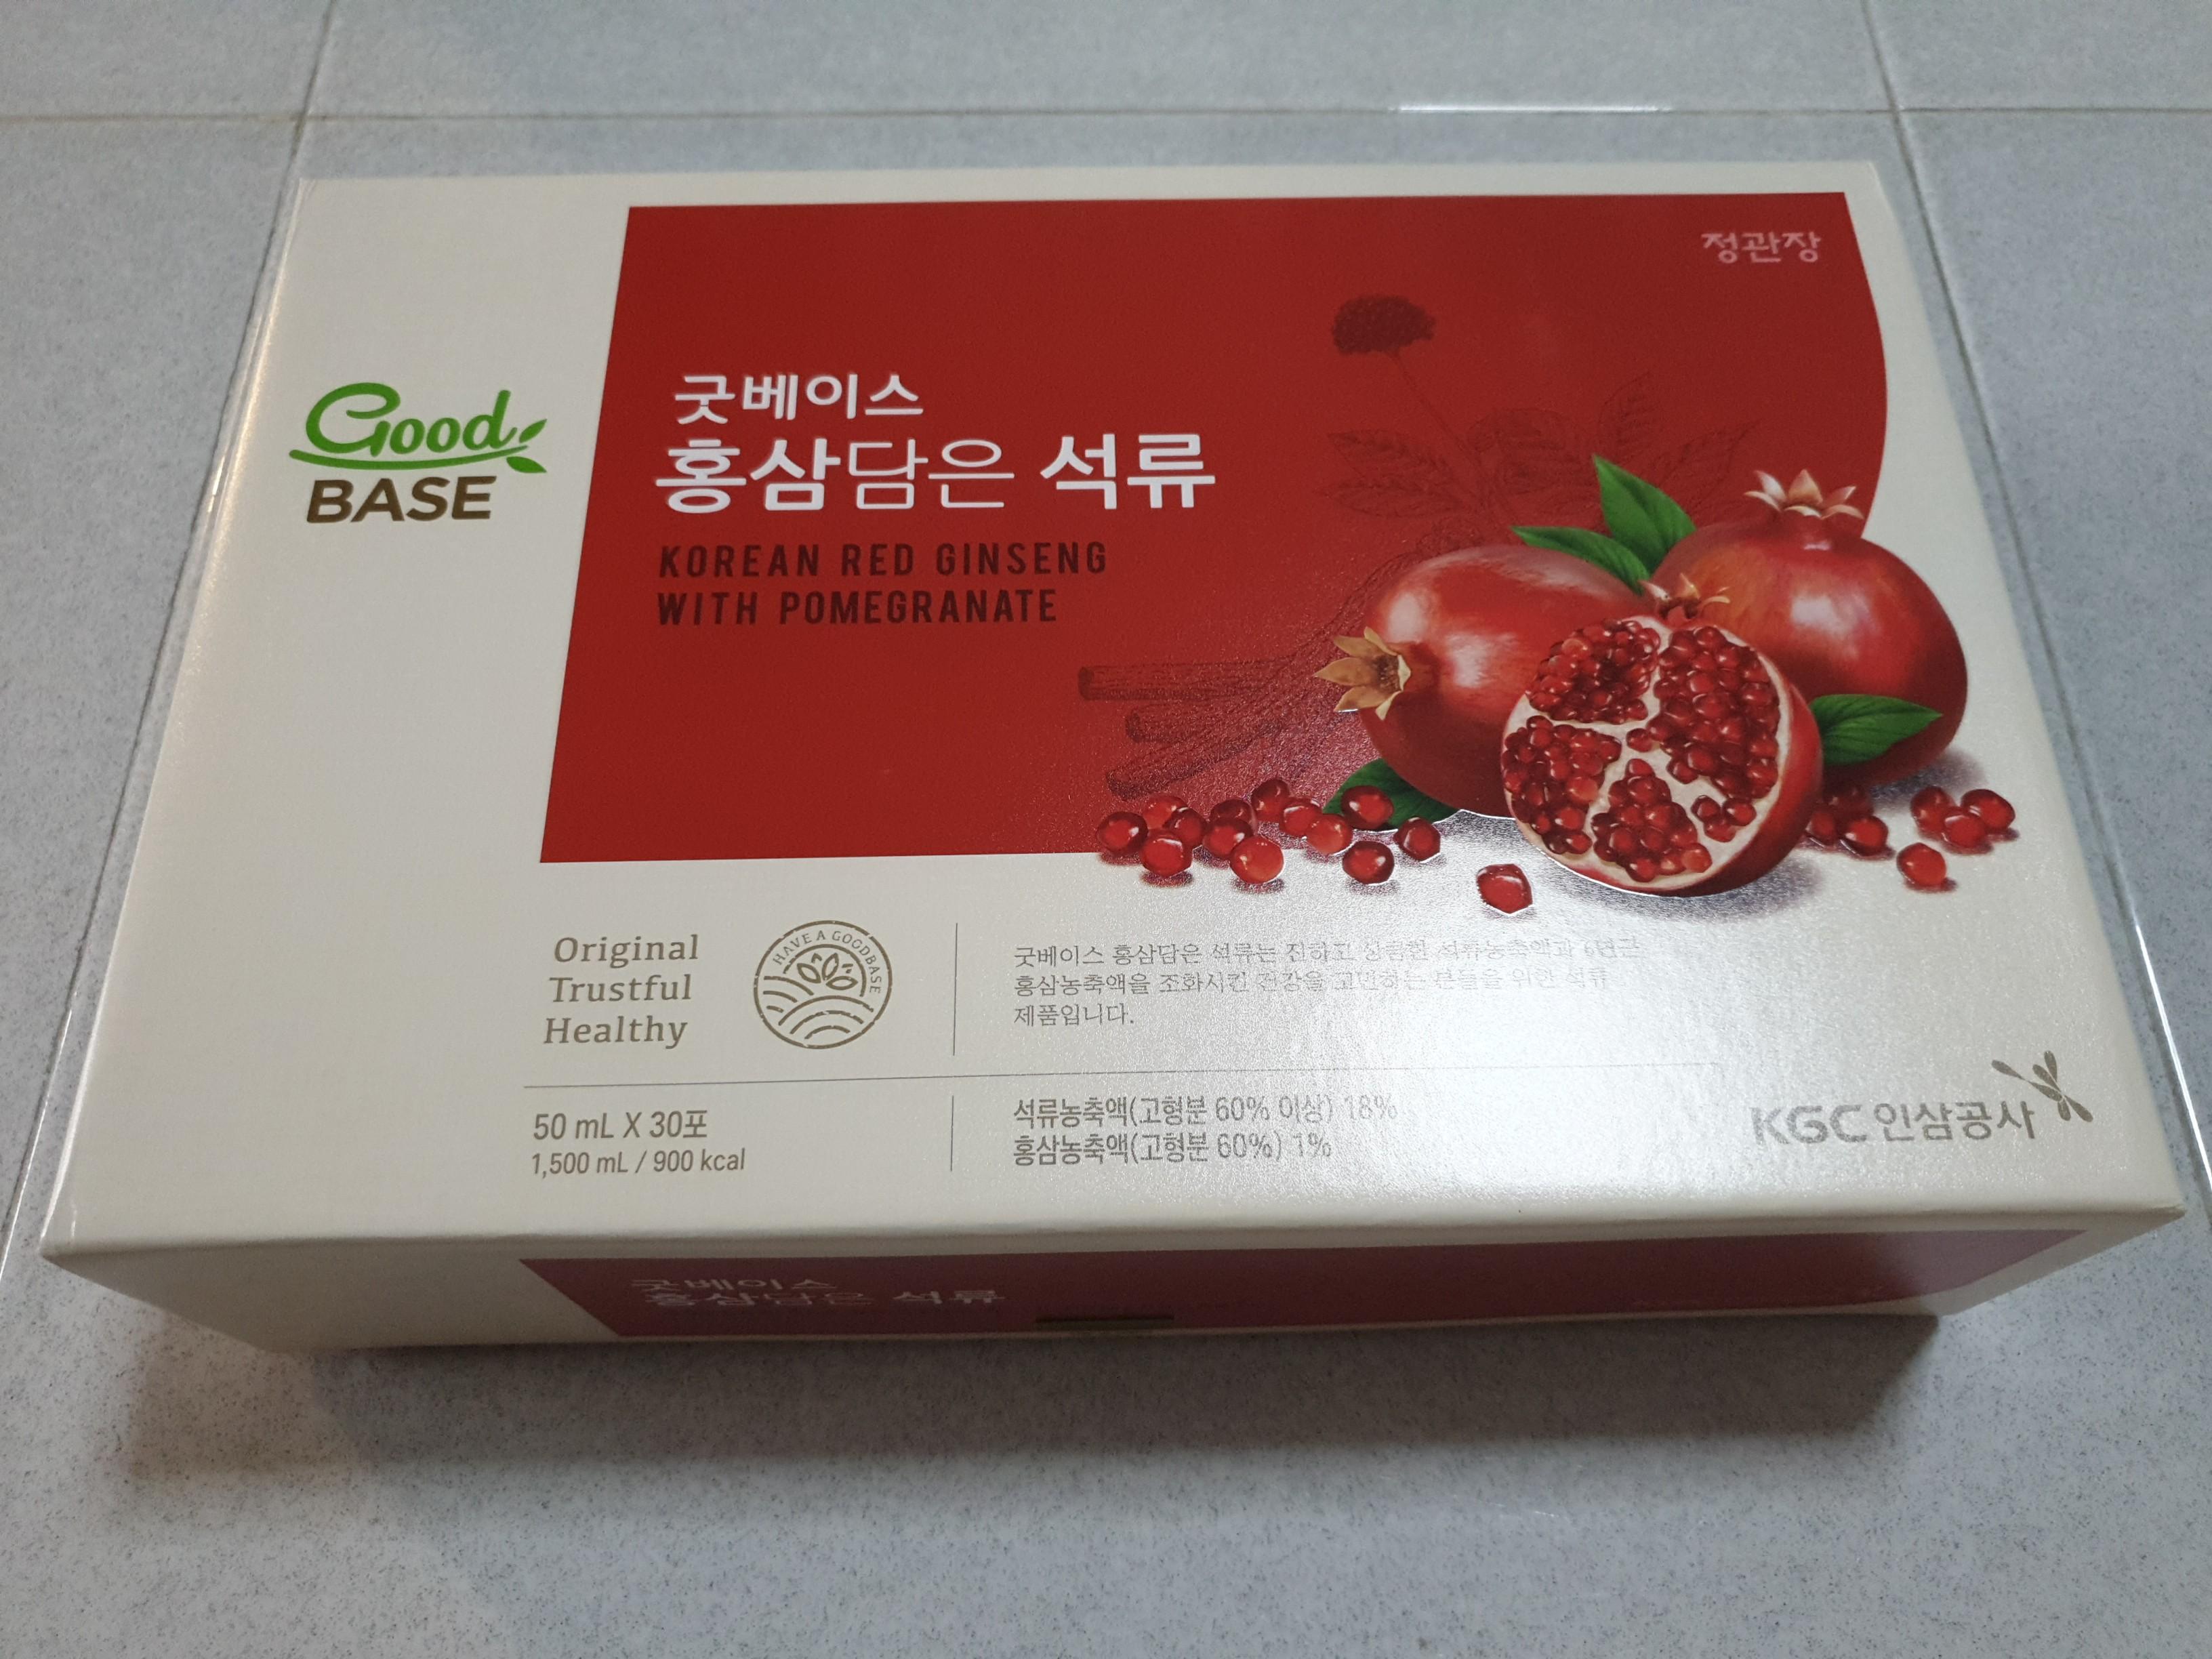 정관장
Good
BASE
굿베이스
홍삼담은 석류
KOREAN RED GINSENG
WITH POMEGRANATE
Original
Trustful
Healthy
HAVE A GOODBASE
굿베이스 홍삼담은 석류는 진하고 상큼한 석류농축액과 6년근
홍삼농축액을 조화시킨 건강을 고민하는 분들을 위한 석류
제품입니다.
50 mL X 30포
1,500 mL / 900 kcal
석류농축액(고형분 60% 이상) 18%
홍삼농축액(고형분 60%) 1%
KGC인삼공사
굿베이스
홍삼담은 석류